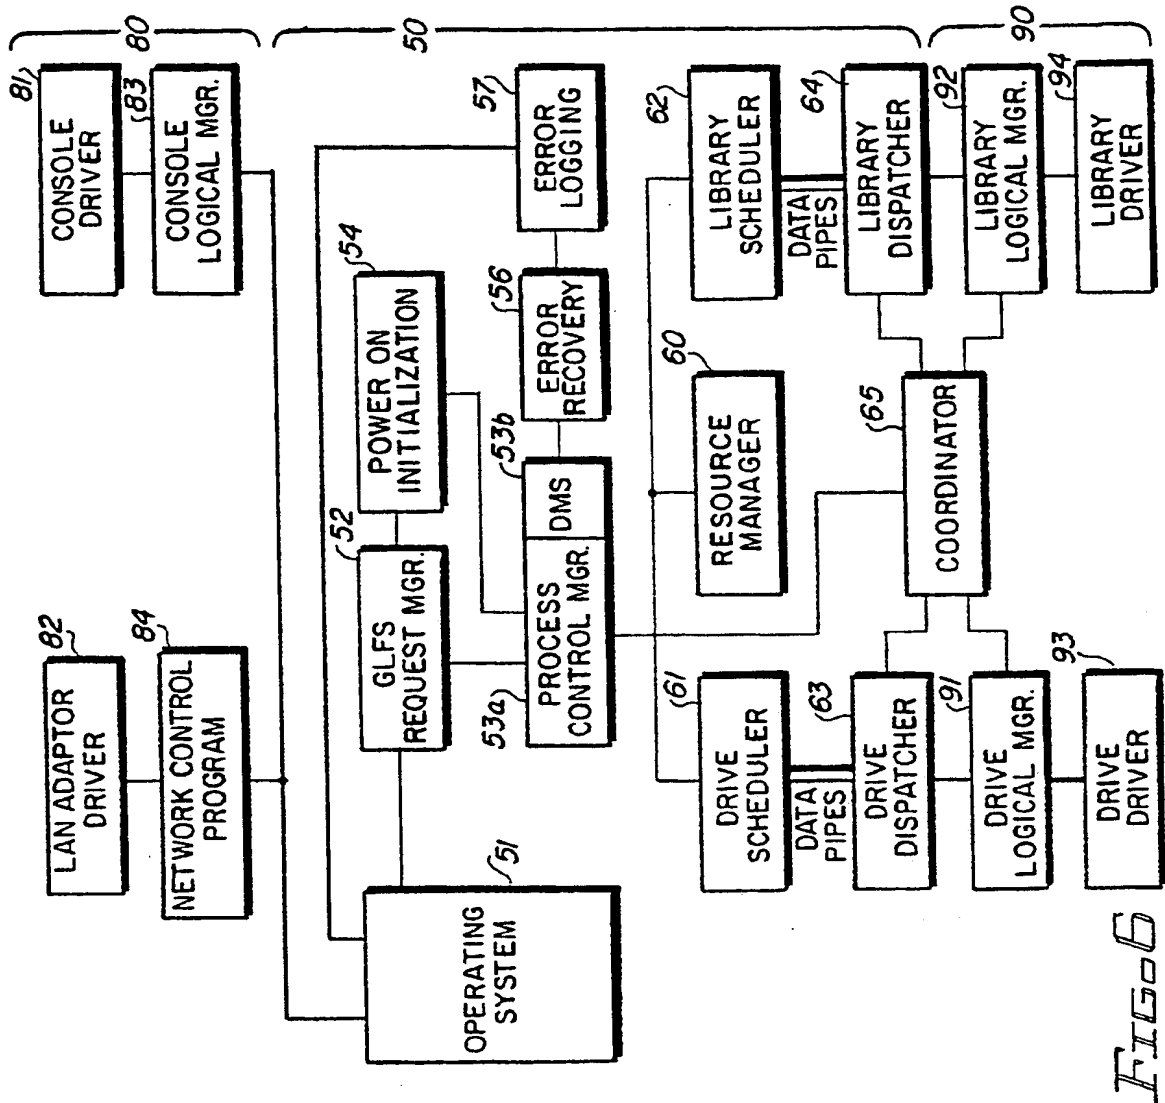 80
50
90
81
CONSOLE
DRIVER
83
CONSOLE
LOGICAL MGR.
82
LAN ADAPTOR
DRIVER
84
NETWORK CONTROL
PROGRAM
57
ERROR
LOGGING
54
POWER ON
INITIALIZATION
56
ERROR
RECOVERY
52
GLFS
REQUEST MGR.
53b
DMS
53a
PROCESS
CONTROL MGR.
51
OPERATING
SYSTEM
62
LIBRARY
SCHEDULER
DATA
PIPES
64
LIBRARY
DISPATCHER
92
LIBRARY
LOGICAL MGR.
94
LIBRARY
DRIVER
60
RESOURCE
MANAGER
65
COORDINATOR
61
DRIVE
SCHEDULER
DATA
PIPES
63
DRIVE
DISPATCHER
91
DRIVE
LOGICAL MGR.
93
DRIVE
DRIVER
FIG.6